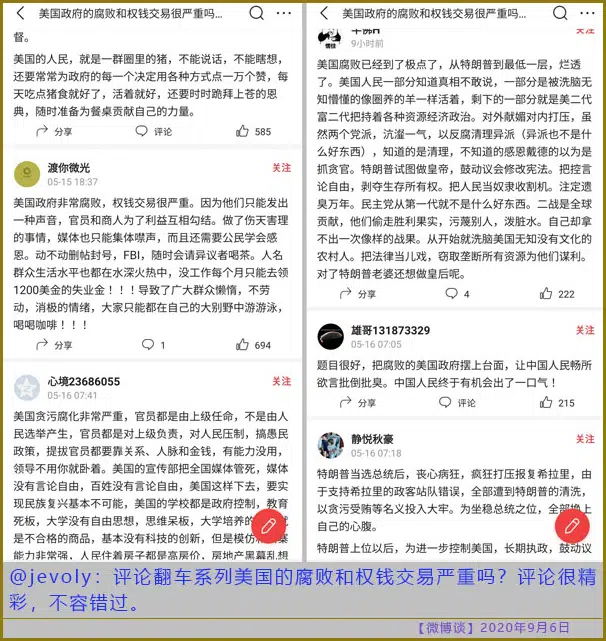 美国政府的腐败和权钱交易很严重吗...
督。
美国的人民，就是一群圈里的猪，不能说话，不能瞎想，
还要常常为政府的每一个决定用各种方式点一万个赞，每
天吃点猪食就好了，活着就好，还要时时跪拜上苍的恩
典，随时准备为餐桌贡献自己的力量。
分享 评论 585
渡你微光 关注
05-15 18:37
美国政府非常腐败，权钱交易很严重。因为他们只能发出
一种声音，官员和商人为了利益互相勾结。做了伤天害理
的事情，媒体也只能集体噤声，而且还需要公民学会感
恩。动不动删帖封号，FBI，随时会请异议者喝茶。人名
群众生活水平也都在水深火热中，没工作每个月只能去领
1200美金的失业金！！！导致了广大群众懒惰，不劳
动，消极的情绪，大家只能都在自己的大别野中游游泳，
喝喝咖啡！！！
分享 1 694
心境23686055 关注
05-16 07:41
美国贪污腐化非常严重，官员都是由上级任命，不是由人
民选举产生，官员都是对上级负责，对人民压制，搞愚民
政策，提拔官员都要靠关系、人脉和金钱，有能力没用，
领导不用你就卧着。美国的宣传部把全国媒体管死，媒体
没有言论自由，百姓没有言论自由，美国这样下去，要实
现民族复兴基本不可能，美国的学校都是政府控制，教育
死板，大学没有自由思想，思维呆板，大学培养的 就
是不合格的商品，基本没有科技的创新，但是模仿 寨
能力非常强，人民住着房子都是高房价，房地产黑幕乱想
美国政府的腐败和权钱交易很严重吗...
关注
9小时前
美国腐败已经到了极点了，从特朗普到最低一层，烂透
了。美国人民一部分知道真相不敢说，一部分是被洗脑无
知懵懂的像圈养的羊一样活着，剩下的一部分就是美二代
富二代把持着各种资源经济政治。对外献媚对内打压，虽
然两个党派，沆瀣一气，以反腐清理异派（异派也不是什
么好东西），知道的是清理，不知道的感恩戴德的以为是
抓贪官。特朗普试图做皇帝，鼓动议会修改宪法。把控言
论自由，剥夺生存所有权。把人民当奴隶收割机。注定遗
臭万年。民主党从第一代就不是什么好东西。二战是全球
贡献，他们偷走胜利果实，污蔑别人，泼脏水。自己却拿
不出一次像样的战果。从开始就洗脑美国无知没有文化的
农村人。把法律当儿戏，窃取垄断所有资源为他们谋利。
对了特朗普老婆还想做皇后呢。
分享 4 222
雄哥131873329 关注
05-16 07:05
题目很好，把腐败的美国政府摆上台面，让中国人民畅所
欲言批倒批臭。中国人民终于有机会出了一口气！
分享 评论 215
静悦秋豪 关注
05-16 07:18
特朗普当选总统后，丧心病狂，疯狂打压报复希拉里，由
于支持希拉里的政客站队错误，全部遭到特朗普的清洗，
以贪污受贿等名义投入大牢。为坐稳总统之位，全部换上
自己的心腹。
特朗普上位以后，为进一步控制美国，长期执政，鼓动议
@jevoly：评论翻车系列美国的腐败和权钱交易严重吗？评论很精
彩，不容错过。
【微博谈】2020年9月6日